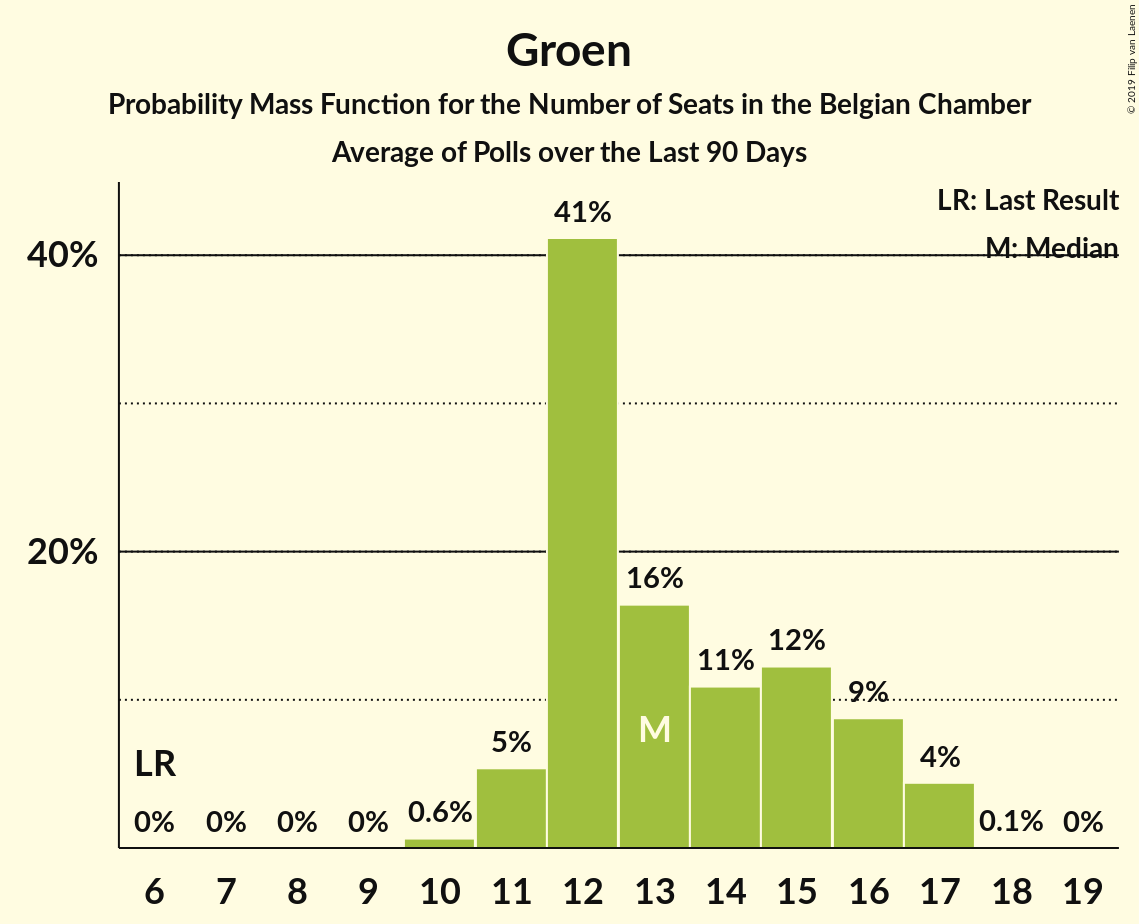 Groen
Probability Mass Function for the Number of Seats in the Belgian Chamber
Average of Polls over the Last 90 Days
© 2019 Filip van Laenen
LR: Last Result
M: Median
40%
20%
LR
0%
0%
0%
0%
0.6%
5%
41%
16%
M
11%
12%
9%
4%
0.1%
0%
6 7 8 9 10 11 12 13 14 15 16 17 18 19